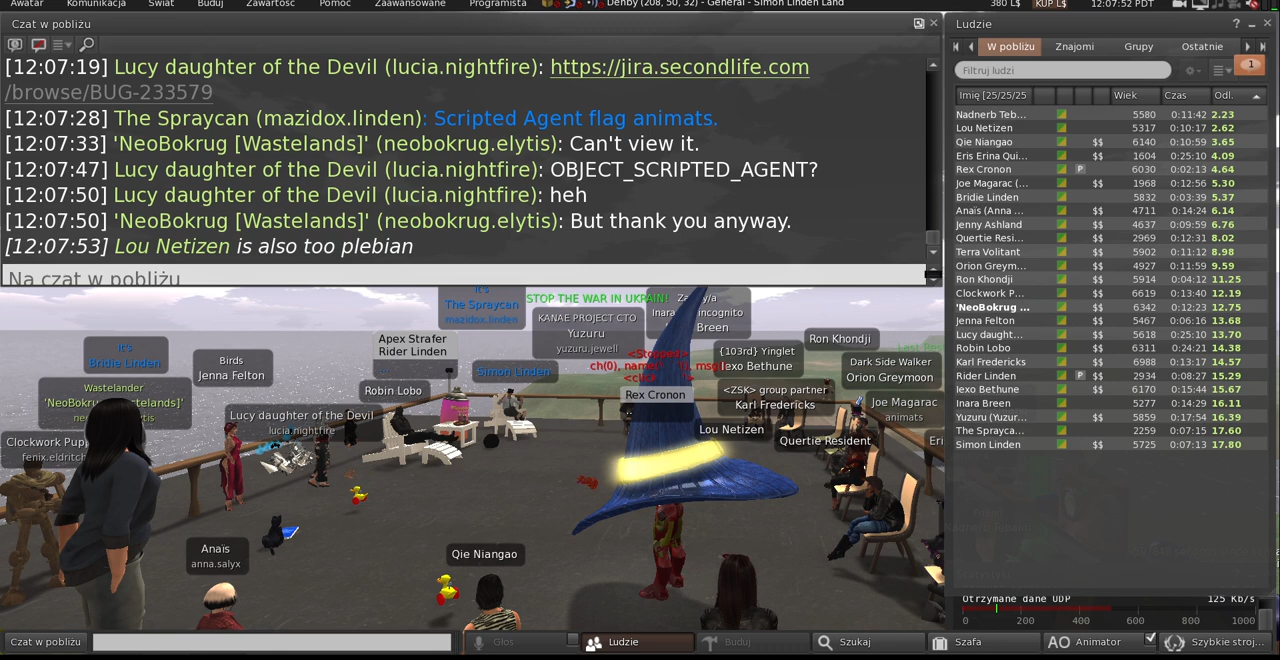 Awatar Komunikacja Świat Buduj Zawartość Pomoc Zaawansowane Programista Denby (208, 50, 32) - General - Simon Linden Land 380 L$ KUP L$ 12:07:52 PDT
Czat w pobliżu
[12:07:19] Lucy daughter of the Devil (lucia.nightfire): https://jira.secondlife.com
/browse/BUG-233579
[12:07:28] The Spraycan (mazidox.linden): Scripted Agent flag animats.
[12:07:33] 'NeoBokrug [Wastelands]' (neobokrug.elytis): Can't view it.
[12:07:47] Lucy daughter of the Devil (lucia.nightfire): OBJECT_SCRIPTED_AGENT?
[12:07:50] Lucy daughter of the Devil (lucia.nightfire): heh
[12:07:50] 'NeoBokrug [Wastelands]' (neobokrug.elytis): But thank you anyway.
[12:07:53] Lou Netizen is also too plebian
Na czat w pobliżu
It's
The Spraycan
mazidox.linden
STOP THE WAR IN UKRAIN!
KANAE PROJECT CTO
Yuzuru
yuzuru.jewell
Inara
Incognito
Breen
It's
Bridie Linden
Birds
Jenna Felton
Apex Strafer
Rider Linden
Simon Linden
<Stopped>
<click
Rex Cronon
{103rd} Yinglet
Iexo Bethune
Ron Khondji
Dark Side Walker
Orion Greymoon
Wastelander
'NeoBokrug
Robin Lobo
<ZSK> group partner
Karl Fredericks
Joe Magarac
animats
Lucy daughter of the Devil
lucia nightfire
Lou Netizen
Quertie Resident
Clockwork
fenix.eldritch
Anaïs
anna.salyx
Qie Niangao
Ludzie
W pobliżu Znajomi Grupy Ostatnie
Filtruj ludzi
1
Imię [25/25/25 Wiek Czas Odl.
Nadnerb Teb... 5580 0:11:42 2.23
Lou Netizen 5317 0:10:17 2.62
Qie Niangao $$ 6140 0:10:59 3.65
Eris Erina Qui... $$ 1604 0:25:10 4.09
Rex Cronon P 6030 0:02:13 4.64
Joe Magarac (... $$ 1968 0:12:56 5.30
Bridie Linden 5832 0:03:39 5.37
Anaïs (Anna ... $$ 4711 0:14:24 6.14
Jenny Ashland $$ 4637 0:09:59 6.76
Quertie Resi... $$ 2969 0:12:31 8.02
Terra Volitant $$ 5902 0:11:12 8.98
Orion Greym... $$ 4927 0:11:59 9.59
Ron Khondji $$ 5914 0:04:12 11.25
Clockwork P... $$ 6619 0:13:40 12.19
'NeoBokrug ... $$ 6342 0:12:23 12.75
Jenna Felton $$ 5467 0:06:16 13.68
Lucy daught... $$ 5618 0:25:10 13.70
Robin Lobo $$ 6311 0:24:21 14.38
Karl Fredericks $$ 6988 0:13:17 14.57
Rider Linden P $$ 2934 0:08:27 15.29
Iexo Bethune $$ 6170 0:15:44 15.67
Inara Breen 5277 0:14:29 16.11
Yuzuru (Yuzur... $$ 5859 0:17:54 16.39
The Sprayca... 2259 0:07:15 17.60
Simon Linden $$ 5725 0:07:13 17.80
Otrzymane dane UDP 125 Kb/s
0 200 400 600 800 1000
Czat w pobliżu Głos Ludzie Buduj Szukaj Szafa AO Animator Szybkie stroj...